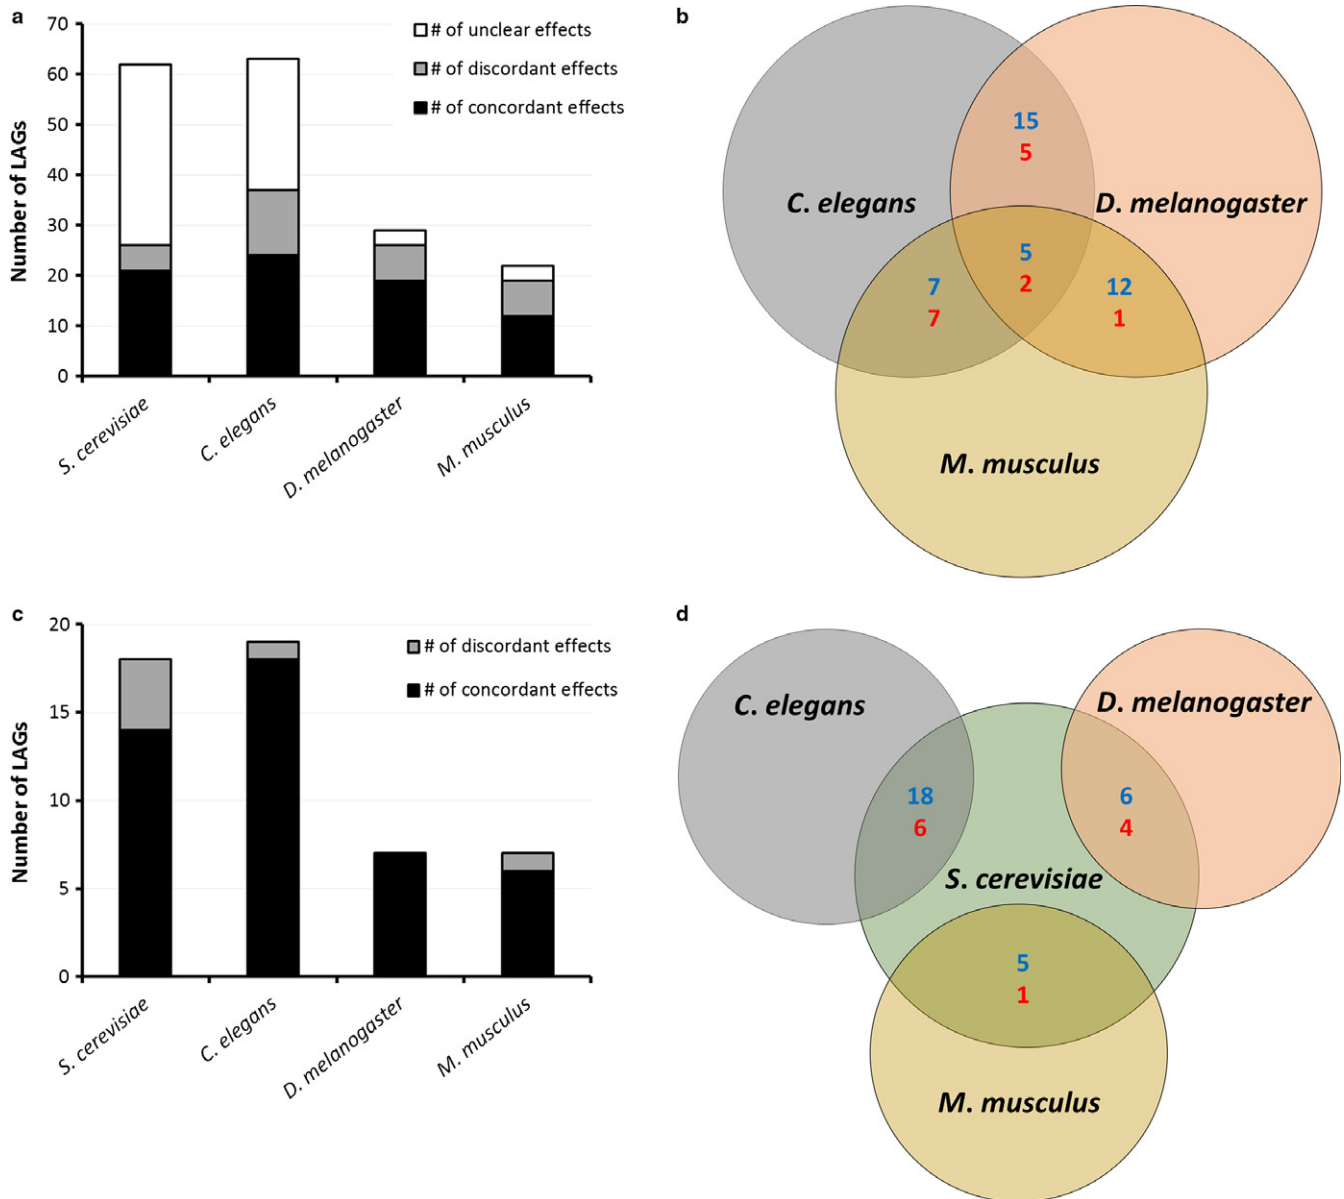 a
70
60
50
40
30
20
10
0
Number of LAGs
# of unclear effects
# of discordant effects
# of concordant effects
S. cerevisiae
C. elegans
D. melanogaster
M. musculus
b
15
5
C. elegans
D. melanogaster
5
2
7
7
12
1
M. musculus
c
20
15
10
5
0
Number of LAGs
# of discordant effects
# of concordant effects
S. cerevisiae
C. elegans
D. melanogaster
M. musculus
d
C. elegans
D. melanogaster
18
6
6
4
S. cerevisiae
5
1
M. musculus